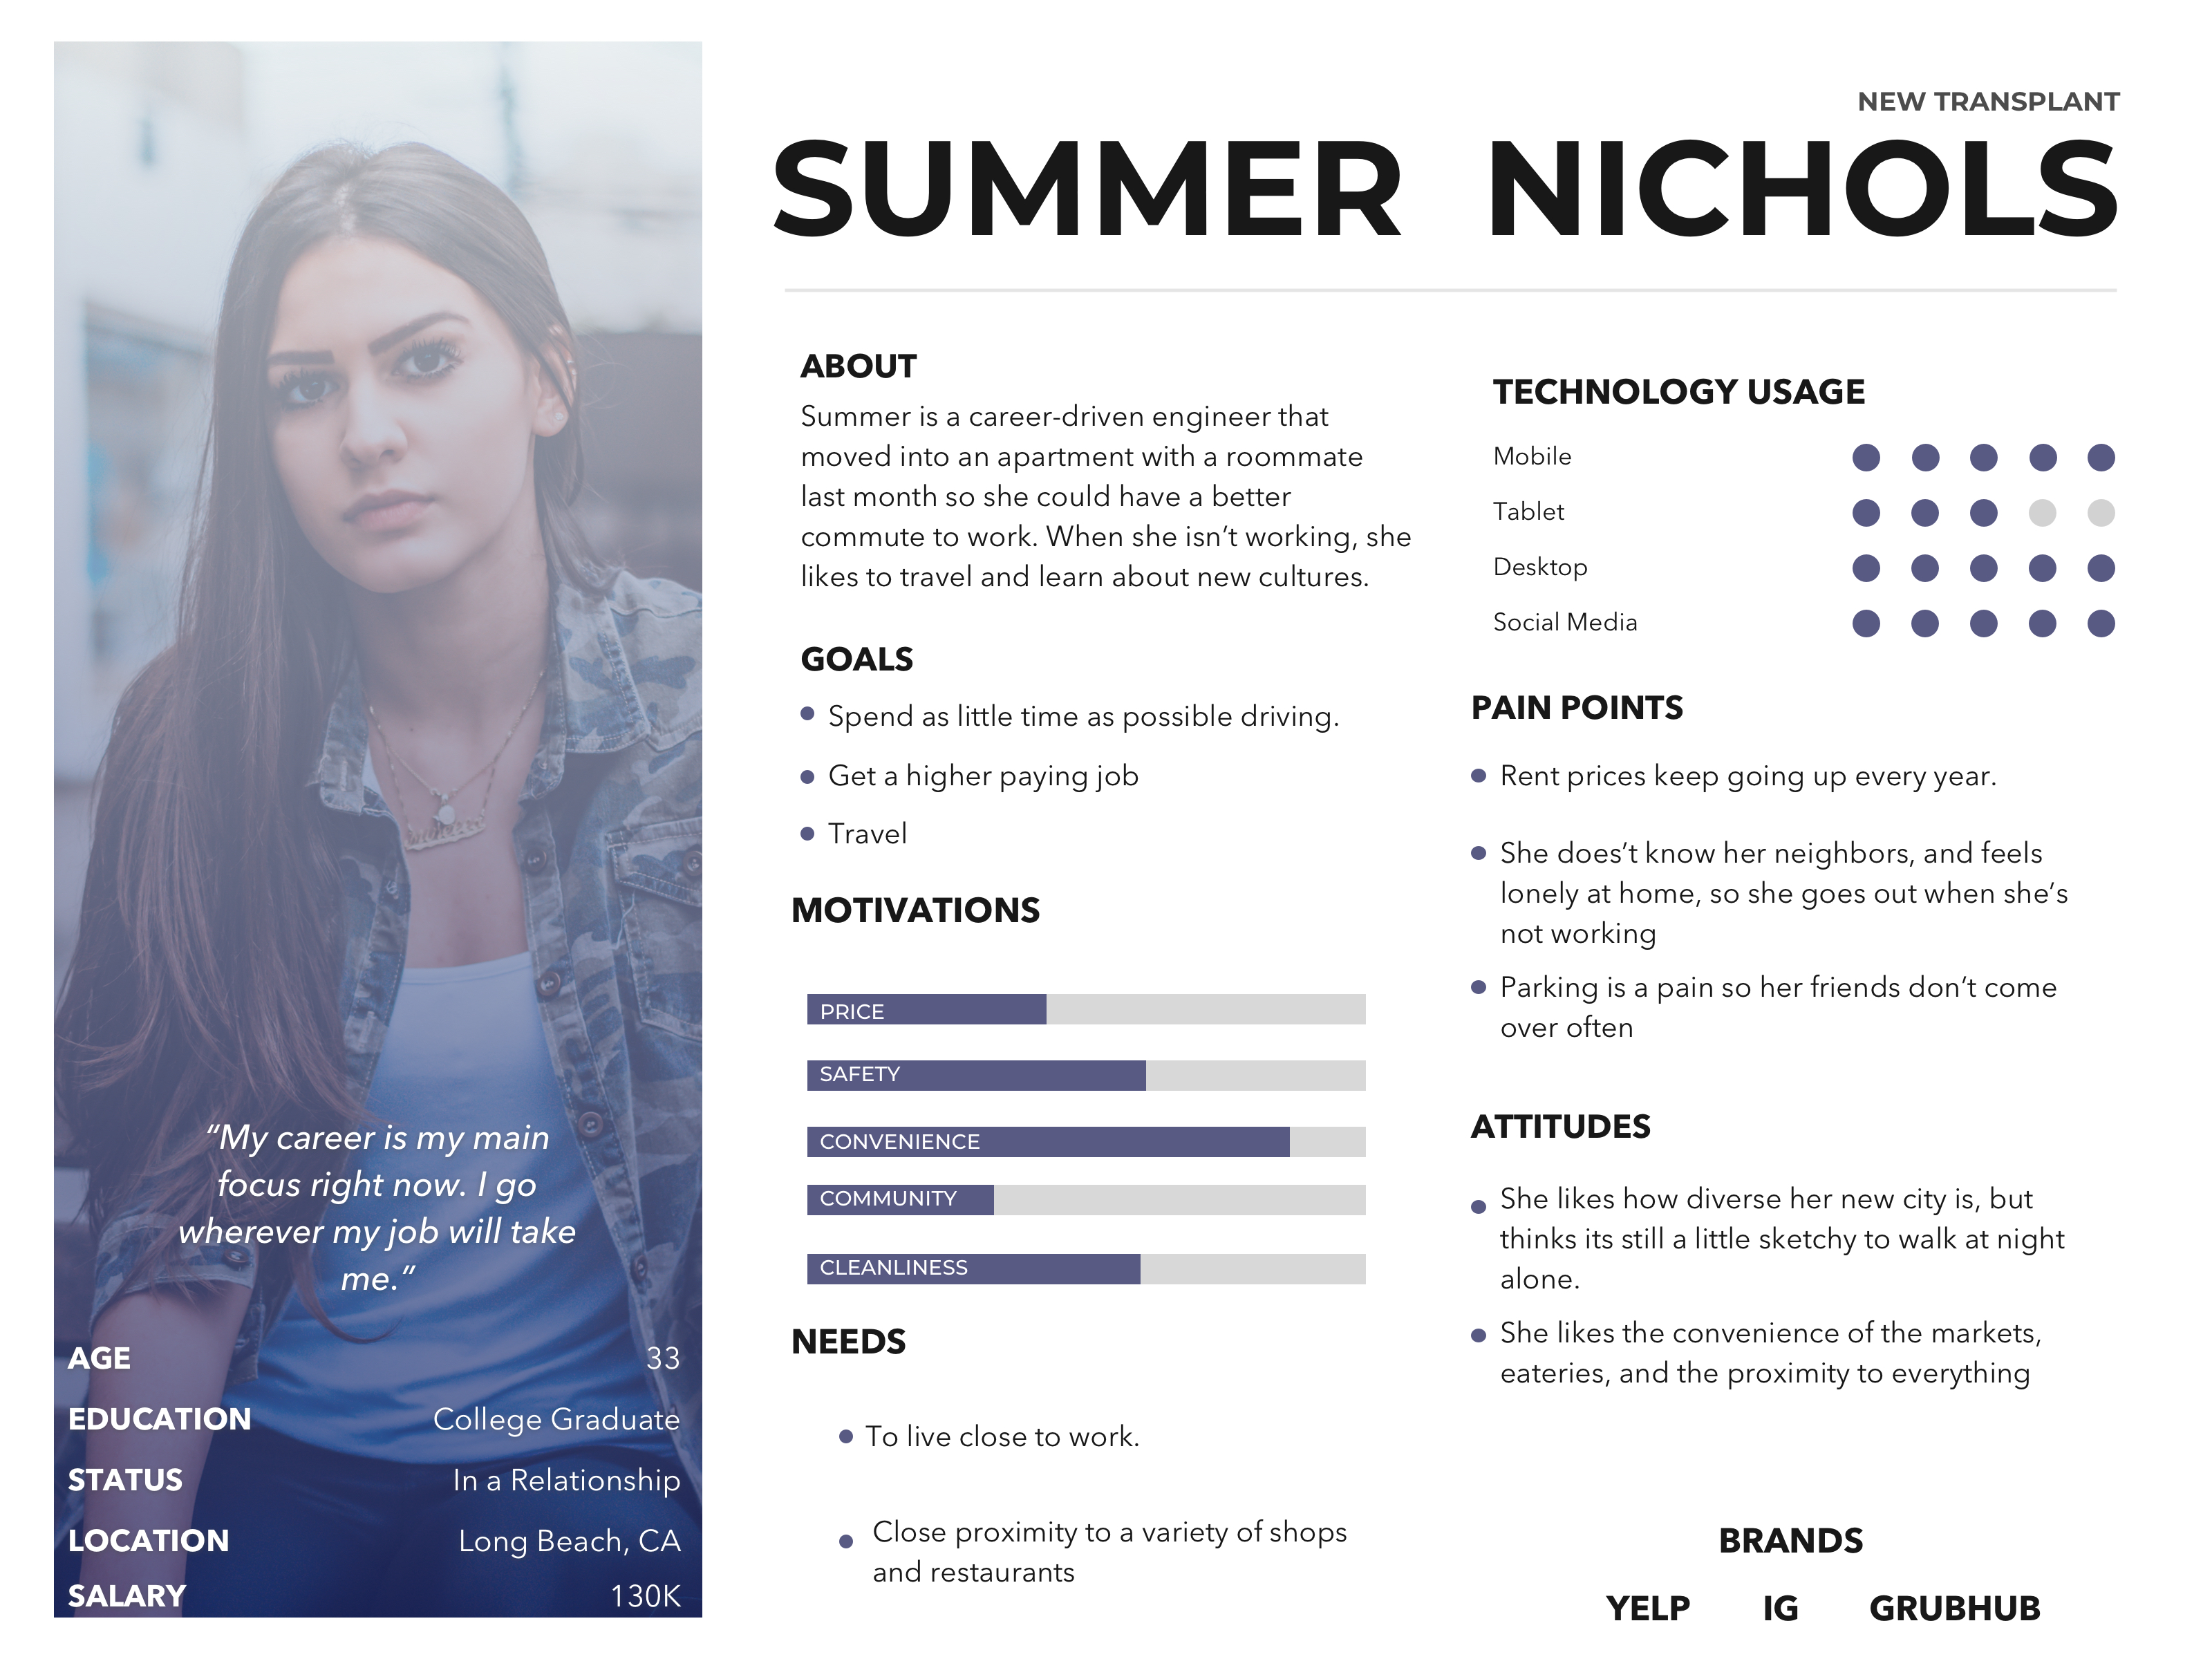 NEW TRANSPLANT
SUMMER NICHOLS
ABOUT
Summer is a career-driven engineer that
moved into an apartment with a roommate
last month so she could have a better
commute to work. When she isn’t working, she
likes to travel and learn about new cultures.
GOALS
Spend as little time as possible driving.
Get a higher paying job
Travel
MOTIVATIONS
PRICE
SAFETY
CONVENIENCE
COMMUNITY
CLEANLINESS
NEEDS
To live close to work.
Close proximity to a variety of shops
and restaurants
TECHNOLOGY USAGE
Mobile
Tablet
Desktop
Social Media
PAIN POINTS
Rent prices keep going up every year.
She does’t know her neighbors, and feels
lonely at home, so she goes out when she’s
not working
Parking is a pain so her friends don’t come
over often
ATTITUDES
She likes how diverse her new city is, but
thinks its still a little sketchy to walk at night
alone.
She likes the convenience of the markets,
eateries, and the proximity to everything
BRANDS
YELP IG GRUBHUB
“My career is my main
focus right now. I go
wherever my job will take
me.”
AGE 33
EDUCATION College Graduate
STATUS In a Relationship
LOCATION Long Beach, CA
SALARY 130K